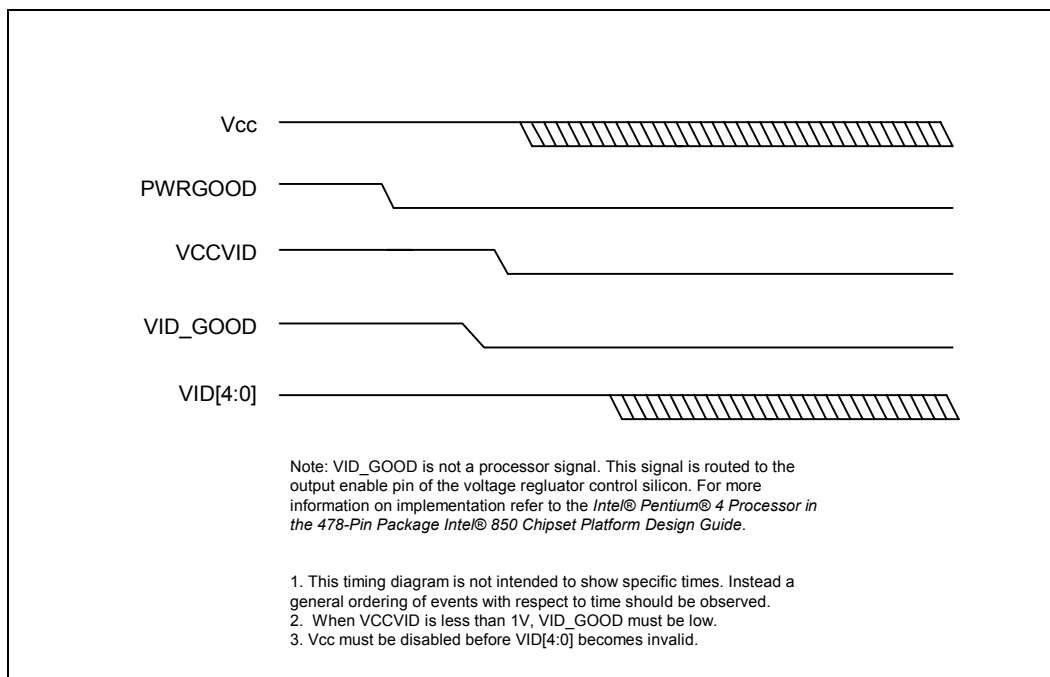 Vcc
PWRGOOD
VCCVID
VID_GOOD
VID[4:0]
Note: VID_GOOD is not a processor signal. This signal is routed to the
output enable pin of the voltage regluator control silicon. For more
information on implementation refer to the Intel® Pentium® 4 Processor in
the 478-Pin Package Intel® 850 Chipset Platform Design Guide.
1. This timing diagram is not intended to show specific times. Instead a
general ordering of events with respect to time should be observed.
2. When VCCVID is less than 1V, VID_GOOD must be low.
3. Vcc must be disabled before VID[4:0] becomes invalid.